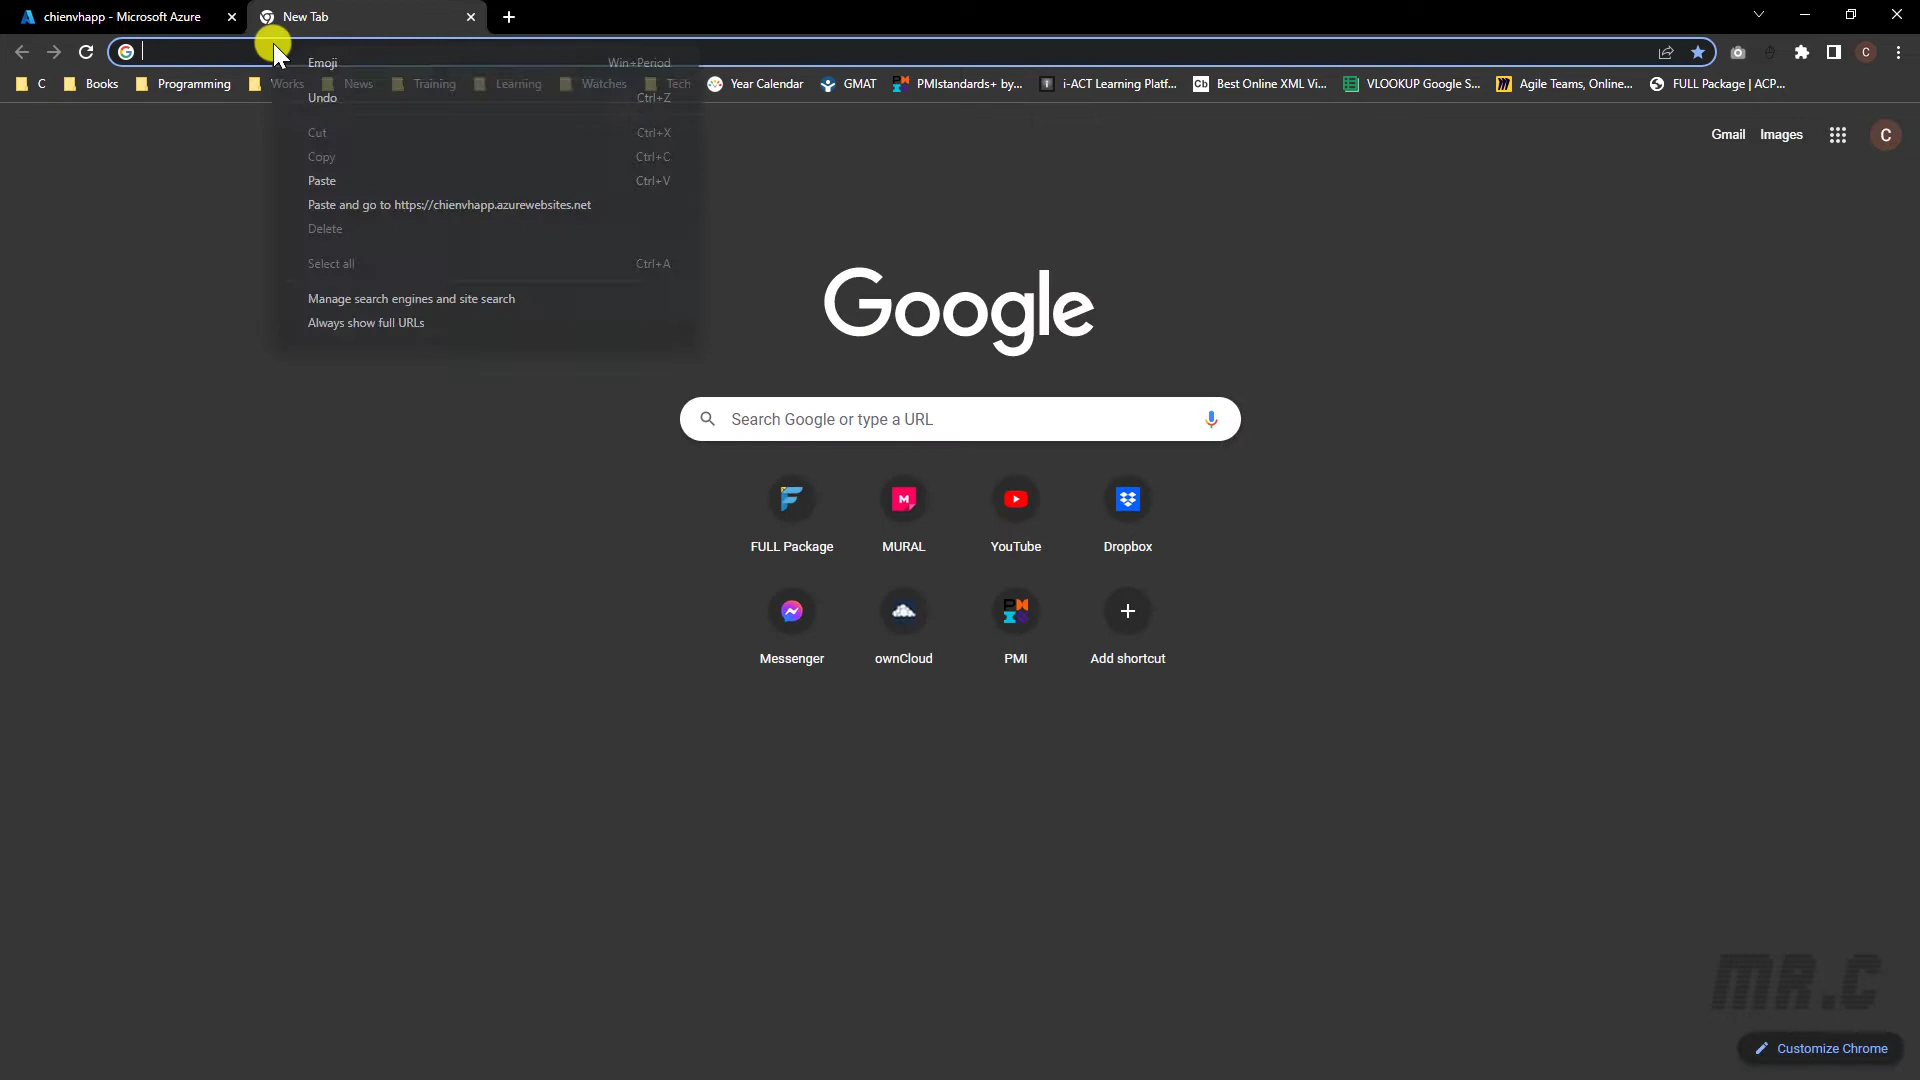 chienvhapp - Microsoft Azure
New Tab
Emoji Win+Period
C Books Programming Works News Training Learning Watches Tech Year Calendar GMAT PMIstandards+ by... i-ACT Learning Platf... Best Online XML Vi... VLOOKUP Google S... Agile Teams, Online... FULL Package | ACP...
Undo Ctrl+Z
Cut Ctrl+X
Copy Ctrl+C
Paste Ctrl+V
Paste and go to https://chienvhapp.azurewebsites.net
Delete
Select all Ctrl+A
Manage search engines and site search
Always show full URLs
Gmail Images C
Google
Search Google or type a URL
FULL Package MURAL YouTube Dropbox
Messenger ownCloud PMI Add shortcut
MR.C
Customize Chrome